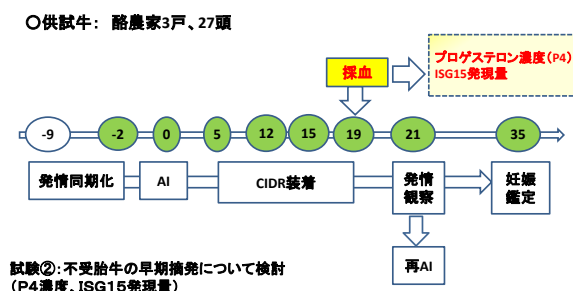 〇供試牛: 酪農家3戸、27頭
採血
プロゲステロン濃度(P4)
ISG15発現量
-9
-2
0
5
12
15
19
21
35
発情同期化
AI
CIDR装着
発情
観察
妊娠
鑑定
再AI
試験②:不受胎牛の早期摘発について検討
(P4濃度、ISG15発現量)